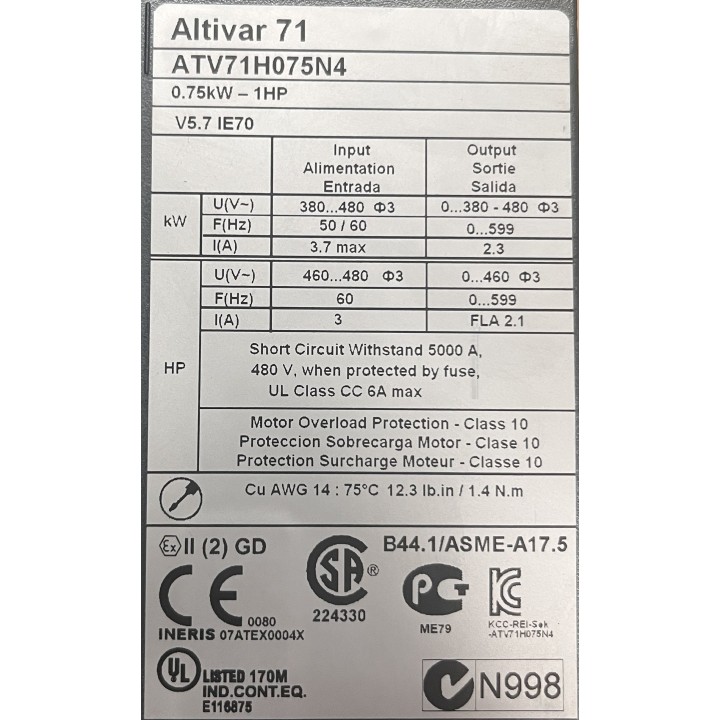 Altivar 71
ATV71H075N4
0.75kW – 1HP
V5.7 IE70
Input Output
Alimentation Sortie
Entrada Salida
kW
U(V~) 380...480 Φ3 0...380 - 480 Φ3
F(Hz) 50 / 60 0...599
I(A) 3.7 max 2.3
HP
U(V~) 460...480 Φ3 0...460 Φ3
F(Hz) 60 0...599
I(A) 3 FLA 2.1
Short Circuit Withstand 5000 A,
480 V, when protected by fuse,
UL Class CC 6A max
Motor Overload Protection - Class 10
Proteccion Sobrecarga Motor - Clase 10
Protection Surcharge Moteur - Classe 10
Cu AWG 14 : 75°C 12.3 lb.in / 1.4 N.m
Ex II (2) GD
B44.1/ASME-A17.5
CE 0080
INERIS 07ATEX0004X
SA ®
224330
PCT
ME79
KC
KCC-REI-Sek
-ATV71H075N4
UL LISTED 170M
IND.CONT.EQ.
E116875
N998